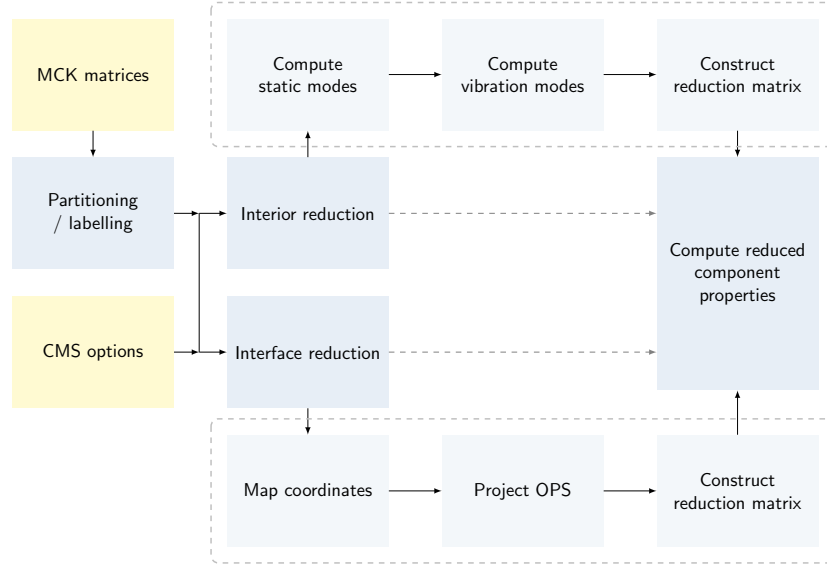 MCK matrices
Compute
static modes
Compute
vibration modes
Construct
reduction matrix
Partitioning
/ labelling
Interior reduction
Compute reduced
component
properties
CMS options
Interface reduction
Map coordinates
Project OPS
Construct
reduction matrix